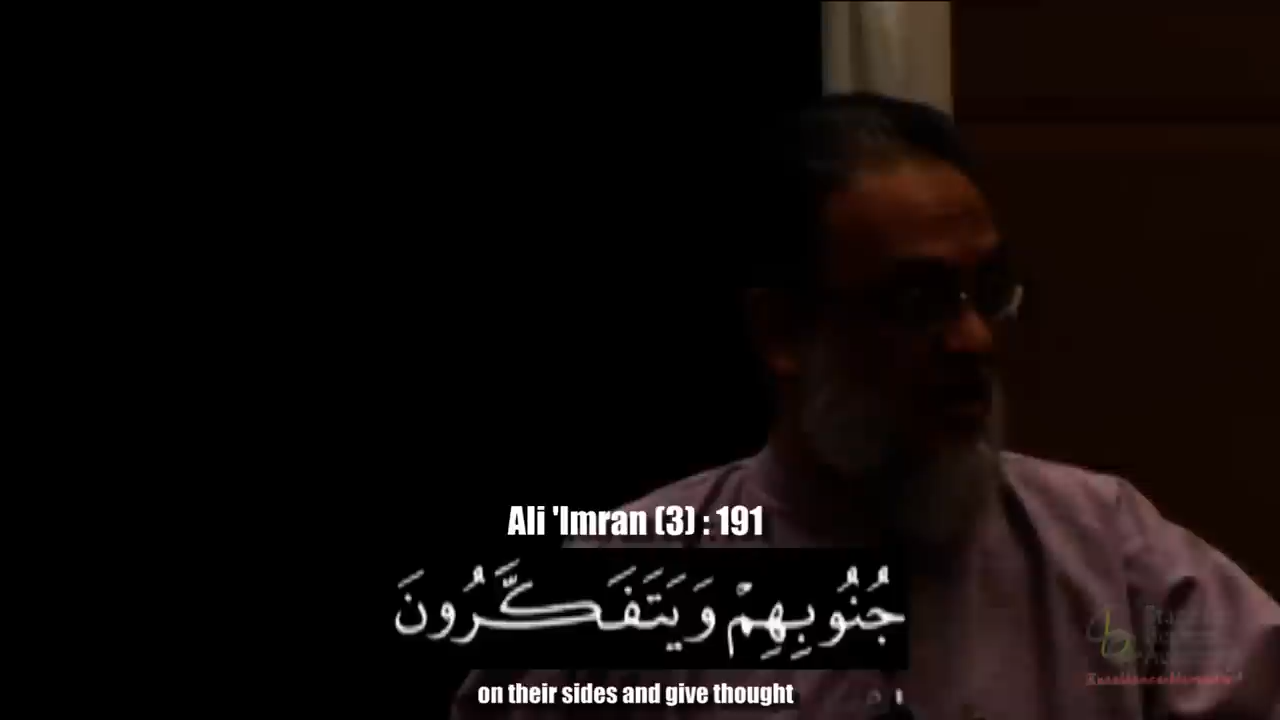 Ali 'Imran (3) : 191
جُنُوبِهِمْ وَيَتَفَكَّرُونَ
on their sides and give thought